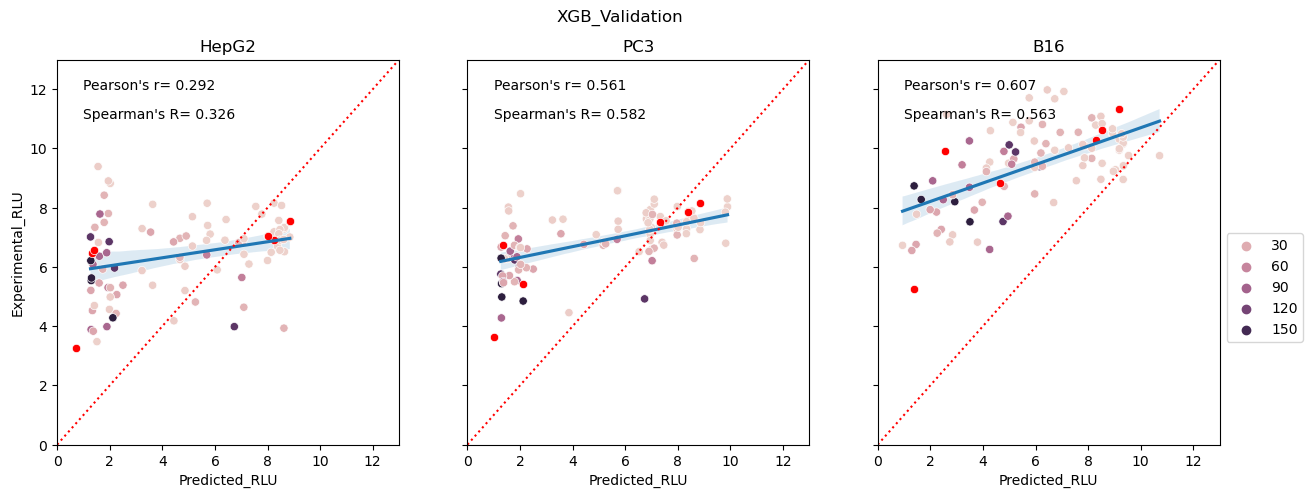 XGB_Validation
HepG2
PC3
B16
Pearson's r= 0.292
Spearman's R= 0.326
Pearson's r= 0.561
Spearman's R= 0.582
Pearson's r= 0.607
Spearman's R= 0.563
Experimental_RLU
12
10
8
6
4
2
0
0 2 4 6 8 10 12
0 2 4 6 8 10 12
0 2 4 6 8 10 12
Predicted_RLU
Predicted_RLU
Predicted_RLU
30
60
90
120
150